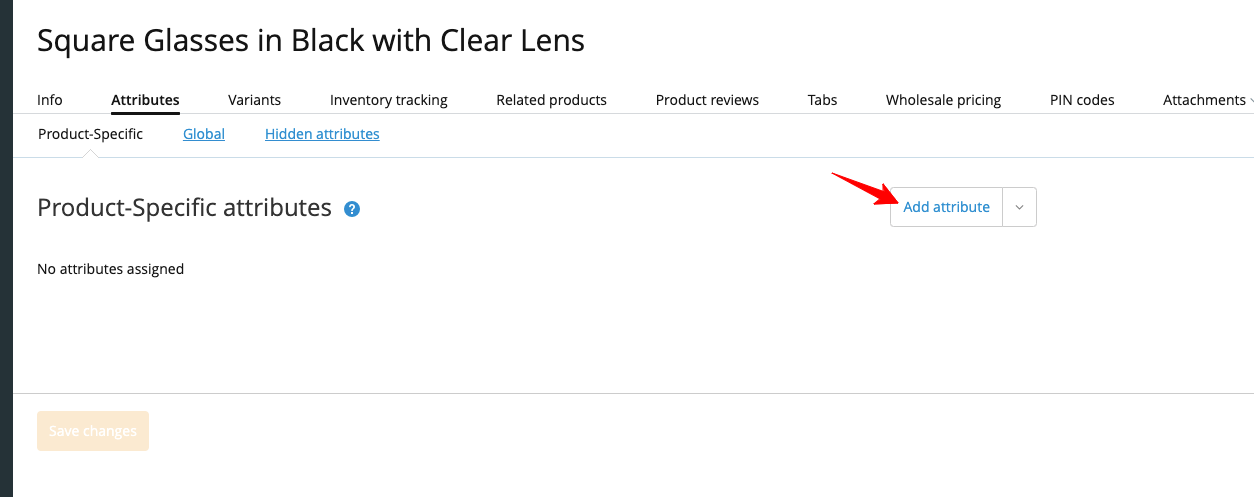 Square Glasses in Black with Clear Lens
Info Attributes Variants Inventory tracking Related products Product reviews Tabs Wholesale pricing PIN codes Attachments
Product-Specific Global Hidden attributes
Product-Specific attributes ? Add attribute
No attributes assigned
Save changes